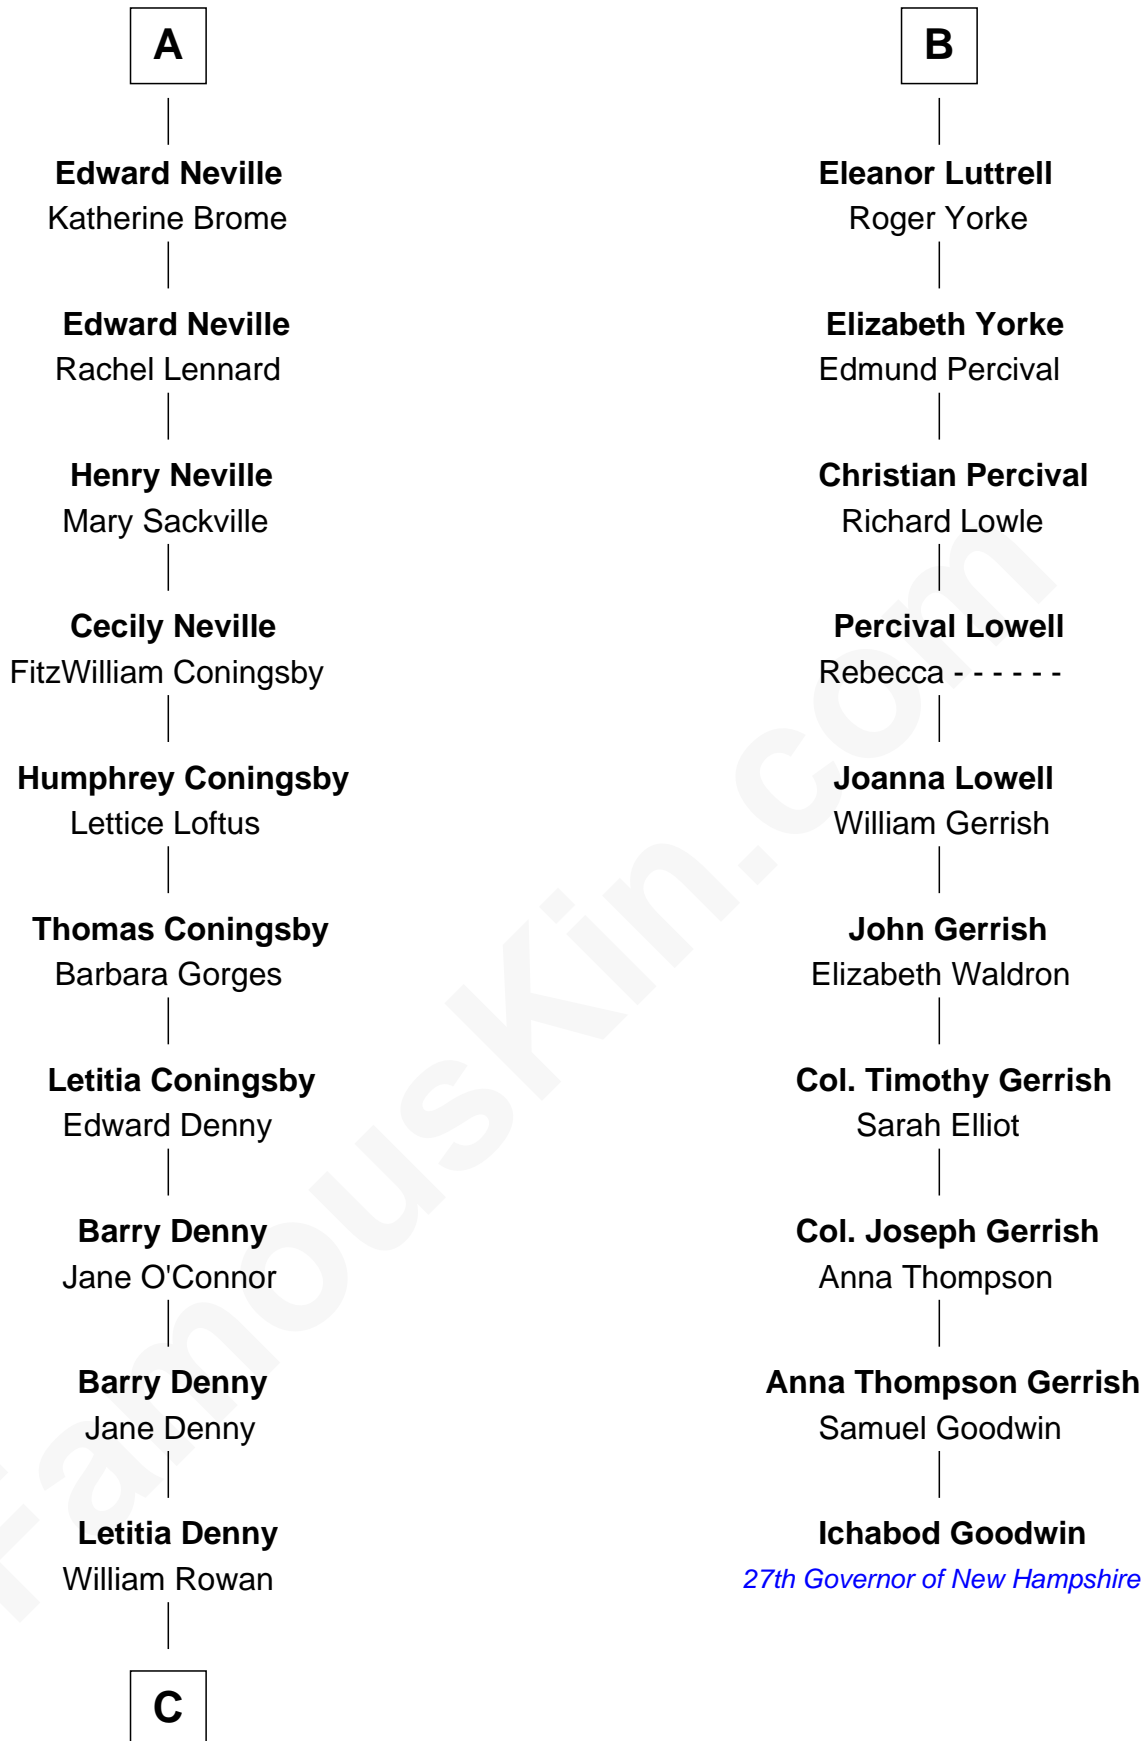 A
Edward Neville
Katherine Brome
Edward Neville
Rachel Lennard
Henry Neville
Mary Sackville
Cecily Neville
FitzWilliam Coningsby
Humphrey Coningsby
Lettice Loftus
Thomas Coningsby
Barbara Gorges
Letitia Coningsby
Edward Denny
Barry Denny
Jane O'Connor
Barry Denny
Jane Denny
Letitia Denny
William Rowan
C
B
Eleanor Luttrell
Roger Yorke
Elizabeth Yorke
Edmund Percival
Christian Percival
Richard Lowle
Percival Lowell
Rebecca - - - - - -
Joanna Lowell
William Gerrish
John Gerrish
Elizabeth Waldron
Col. Timothy Gerrish
Sarah Elliot
Col. Joseph Gerrish
Anna Thompson
Anna Thompson Gerrish
Samuel Goodwin
Ichabod Goodwin
27th Governor of New Hampshire
FamousKin.com